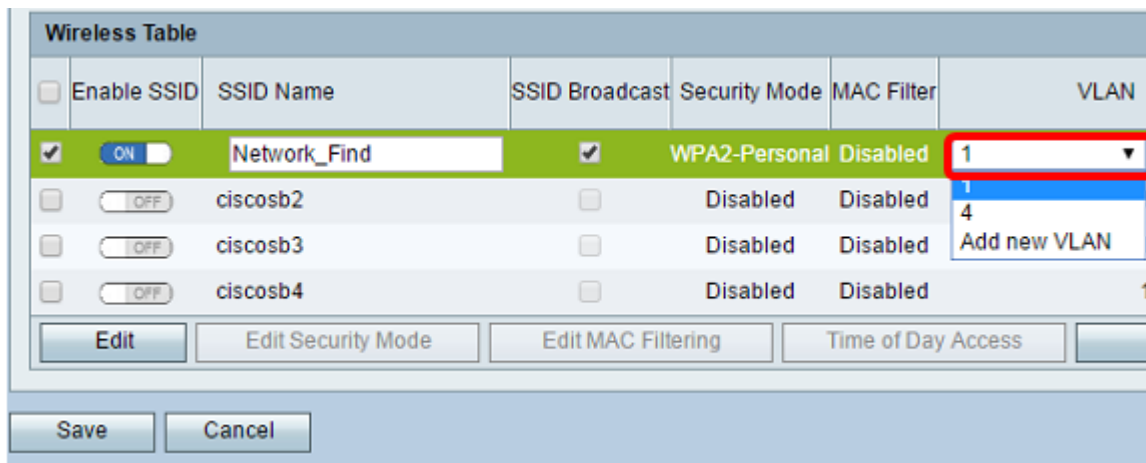 Wireless Table
Enable SSID SSID Name SSID Broadcast Security Mode MAC Filter VLAN
ON Network_Find WPA2-Personal Disabled 1
1
OFF ciscosb2 Disabled Disabled
4
OFF ciscosb3 Disabled Disabled Add new VLAN
OFF ciscosb4 Disabled Disabled 1
Edit Edit Security Mode Edit MAC Filtering Time of Day Access
Save Cancel